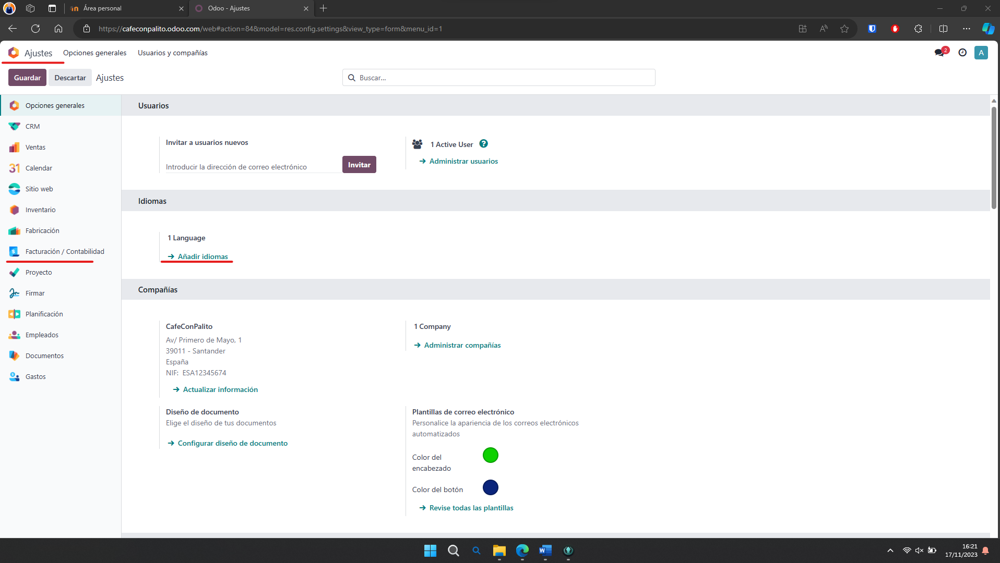 Área personal
Odoo - Ajustes
https://cafeconpalito.odoo.com/web#action=84&model=res.config.settings&view_type=form&menu_id=1
Ajustes
Opciones generales
Usuarios y compañías
2
A
Guardar
Descartar
Ajustes
Buscar...
Opciones generales
CRM
Ventas
31
Calendar
Sitio web
Inventario
Fabricación
Facturación / Contabilidad
Proyecto
Firmar
Planificación
Empleados
Documentos
Gastos
Usuarios
Invitar a usuarios nuevos
Introducir la dirección de correo electrónico
Invitar
1 Active User
?
Administrar usuarios
Idiomas
1 Language
Añadir idiomas
Compañías
CafeConPalito
Av/ Primero de Mayo, 1
39011 - Santander
España
NIF: ESA12345674
Actualizar información
1 Company
Administrar compañías
Diseño de documento
Elige el diseño de tus documentos
Configurar diseño de documento
Plantillas de correo electrónico
Personalice la apariencia de los correos electrónicos
automatizados
Color del
encabezado
Color del botón
Revise todas las plantillas
16:21
17/11/2023